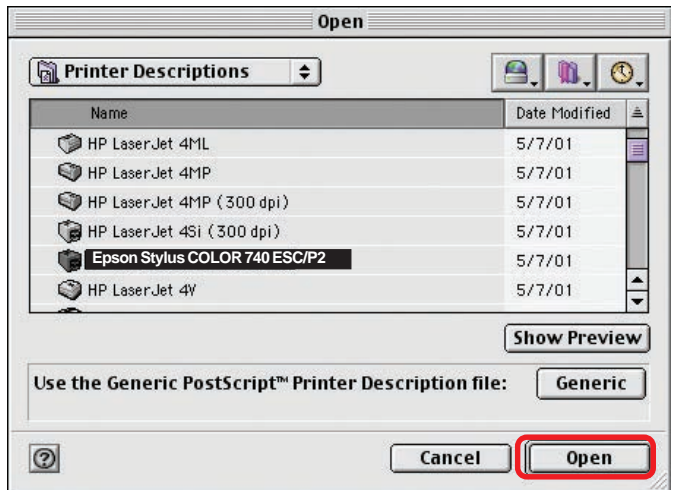 Open
Printer Descriptions
Name Date Modified
HP LaserJet 4ML 5/7/01
HP LaserJet 4MP 5/7/01
HP LaserJet 4MP (300 dpi) 5/7/01
HP LaserJet 4Si (300 dpi) 5/7/01
Epson Stylus COLOR 740 ESC/P2 5/7/01
HP LaserJet 4V 5/7/01
Show Preview
Use the Generic PostScript™ Printer Description file: Generic
? Cancel Open